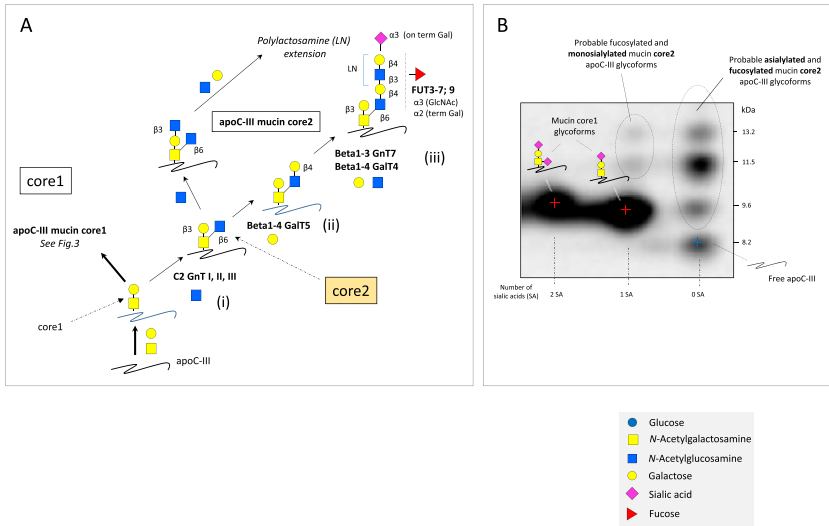 A
Polylactosamine (LN)
extension
α3 (on term Gal)
LN
β4
β3
β4
FUT3-7; 9
α3 (GlcNAc)
α2 (term Gal)
β3
β6
β3
β6
apoC-III mucin core2
Beta1-3 GnT7
Beta1-4 GalT4
(iii)
core1
β4
apoC-III mucin core1
See Fig.3
β3
β6
Beta1-4 GalT5
(ii)
C2 GnT I, II, III
(i)
core2
core1
apoC-III
B
Probable fucosylated and
monosialylated mucin core2
apoC-III glycoforms
Probable asialylated and
fucosylated mucin core2
apoC-III glycoforms
kDa
Mucin core1
glycoforms
13.2
11.5
9.6
8.2
Free apoC-III
Number of
sialic acids (SA)
2 SA
1 SA
0 SA
Glucose
N-Acetylgalactosamine
N-Acetylglucosamine
Galactose
Sialic acid
Fucose